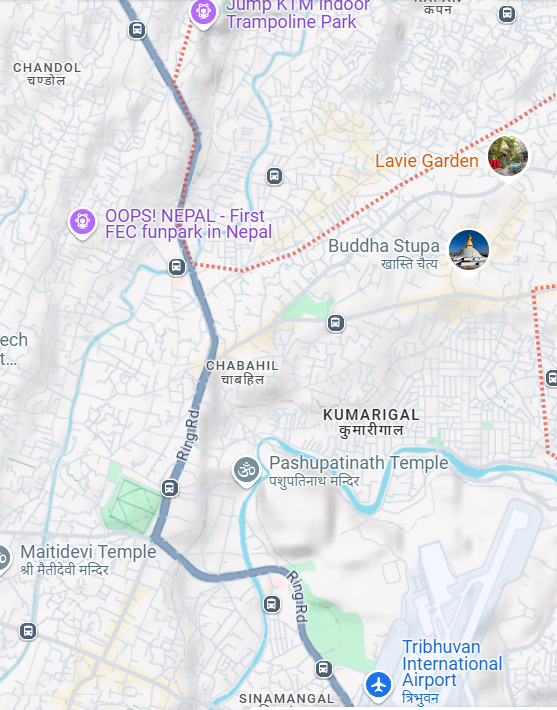 Jump KTM Indoor
Trampoline Park
कपन
CHANDOL
चण्डोल
Lavie Garden
OOPS! NEPAL - First
FEC funpark in Nepal
Buddha Stupa
खास्ति चैत्य
ech
t...
CHABAHIL
चाबहिल
KUMARIGAL
कुमारीगाल
Ring Rd
Pashupatinath Temple
पशुपतिनाथ मन्दिर
Maitidevi Temple
श्री मैतीदेवी मन्दिर
Ring Rd
Tribhuvan
International
Airport
त्रिभुवन
SINAMANGAL